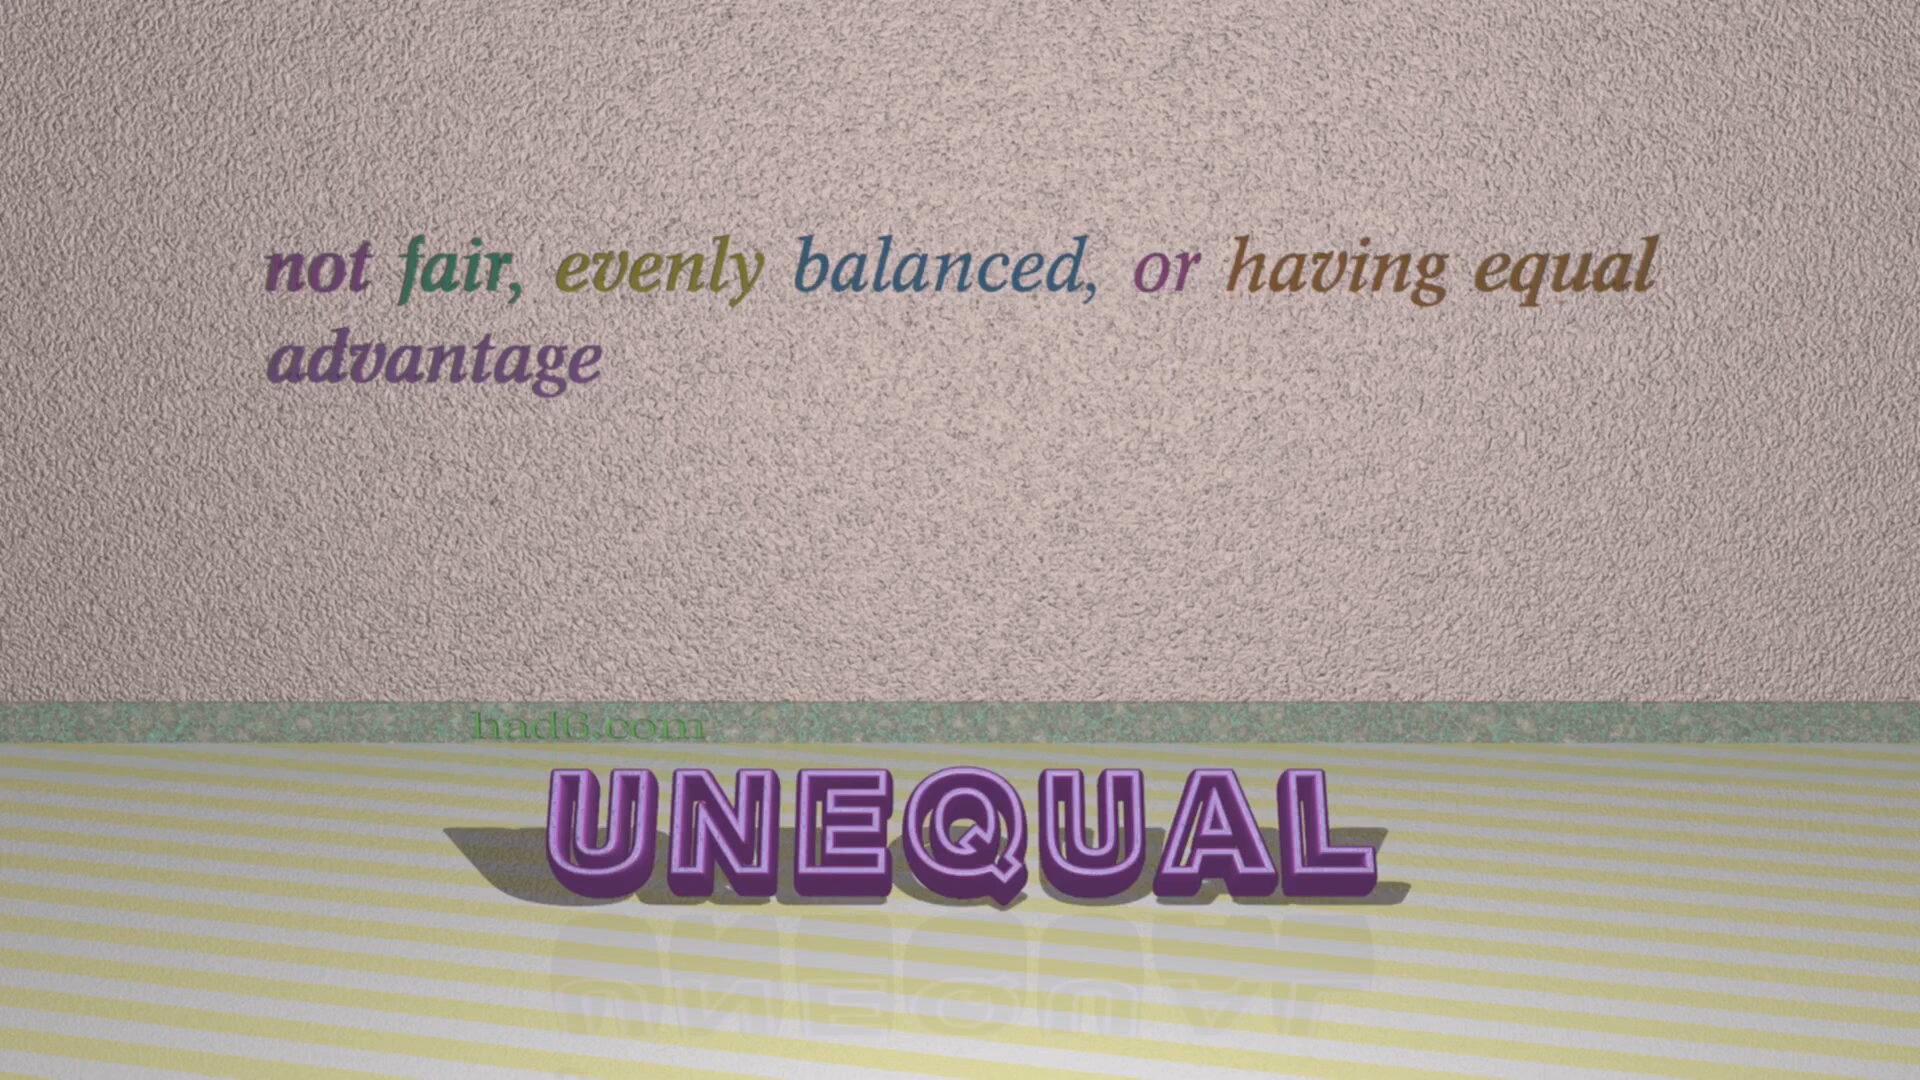 not fair, evenly balanced, or having equal
advantage
had6.com
UNEQUAL